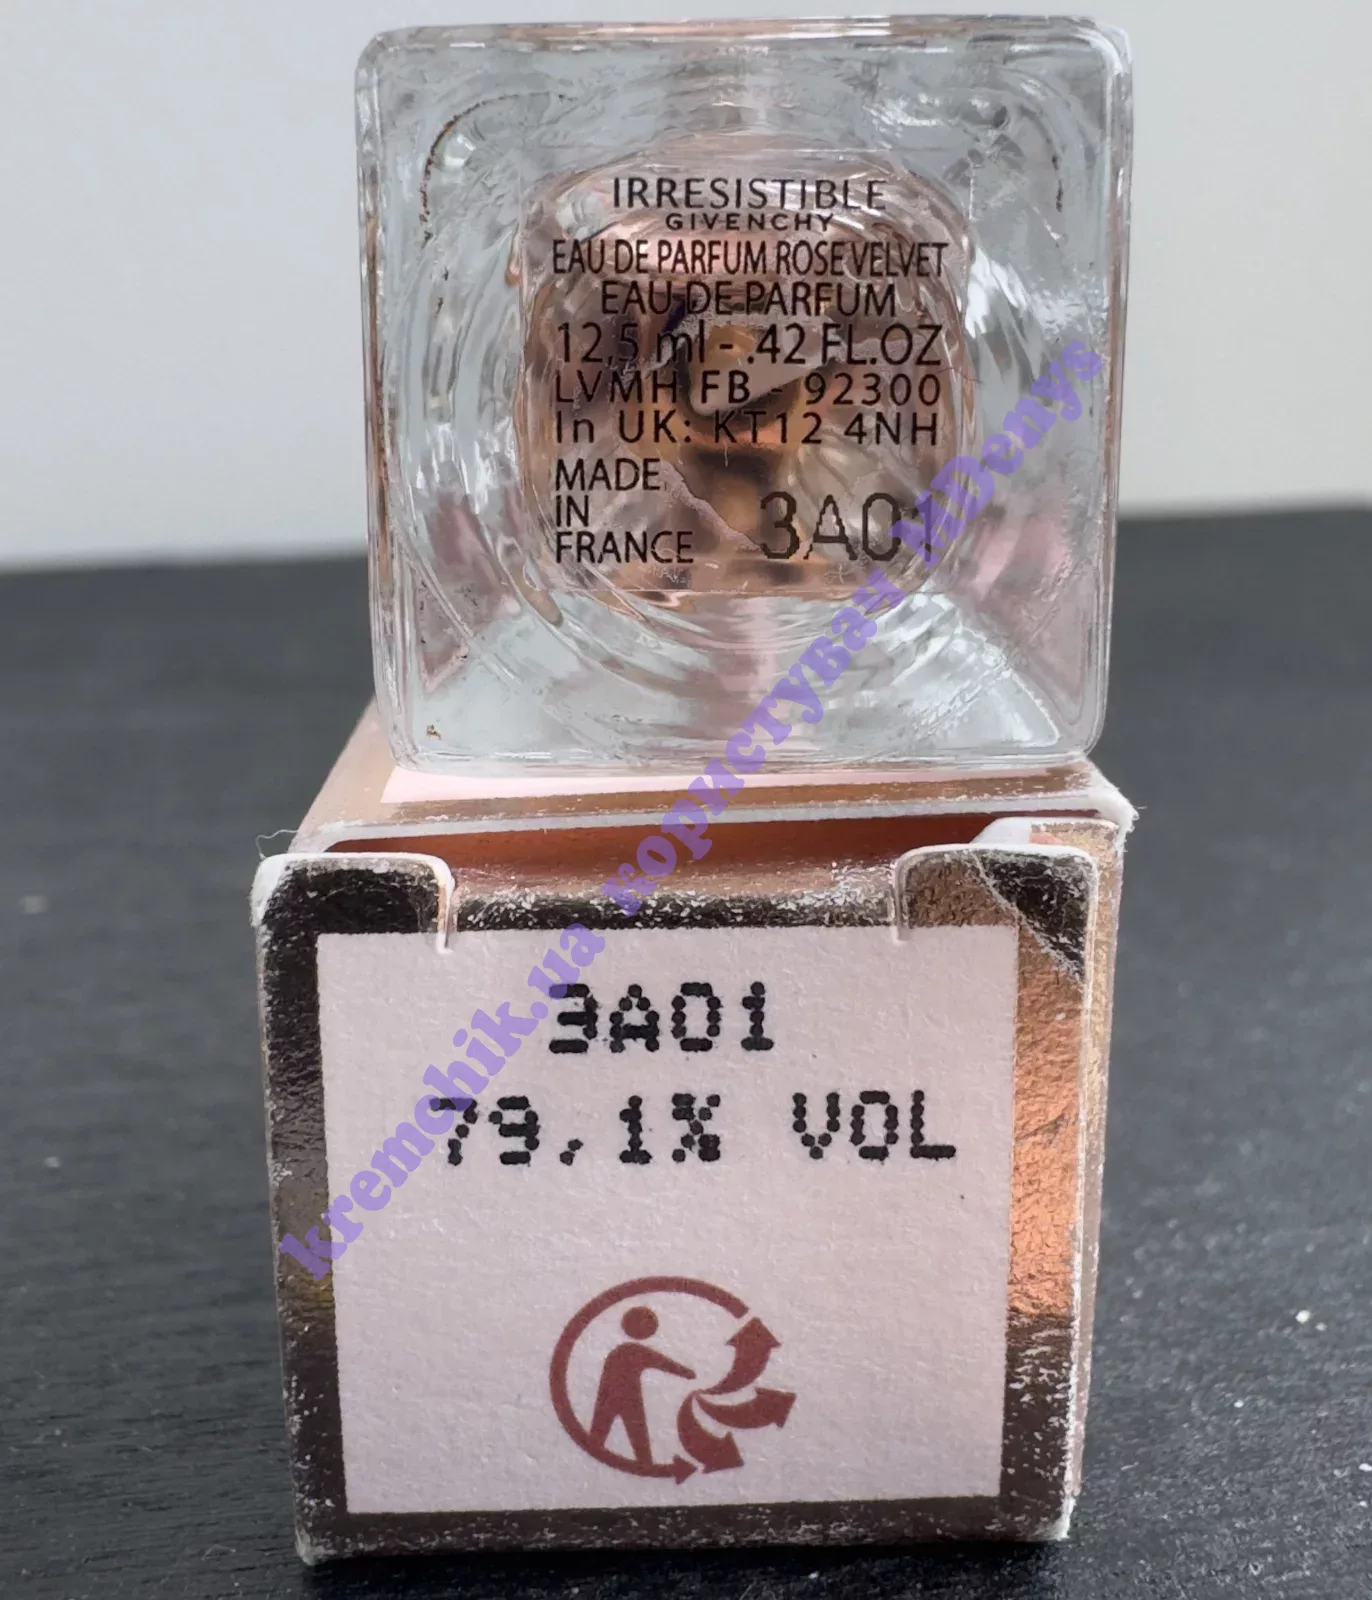 IRRESISTIBLE
GIVENCHY
EAU DE PARFUM ROSE VELVET
EAU DE PARFUM
12,5 ml - .42 FL.OZ
LVMH FB - 92300
In UK: KT12 4NH
MADE
IN
FRANCE
3A01
3A01
79,1% VOL
kremchik.ua користувач MDenys